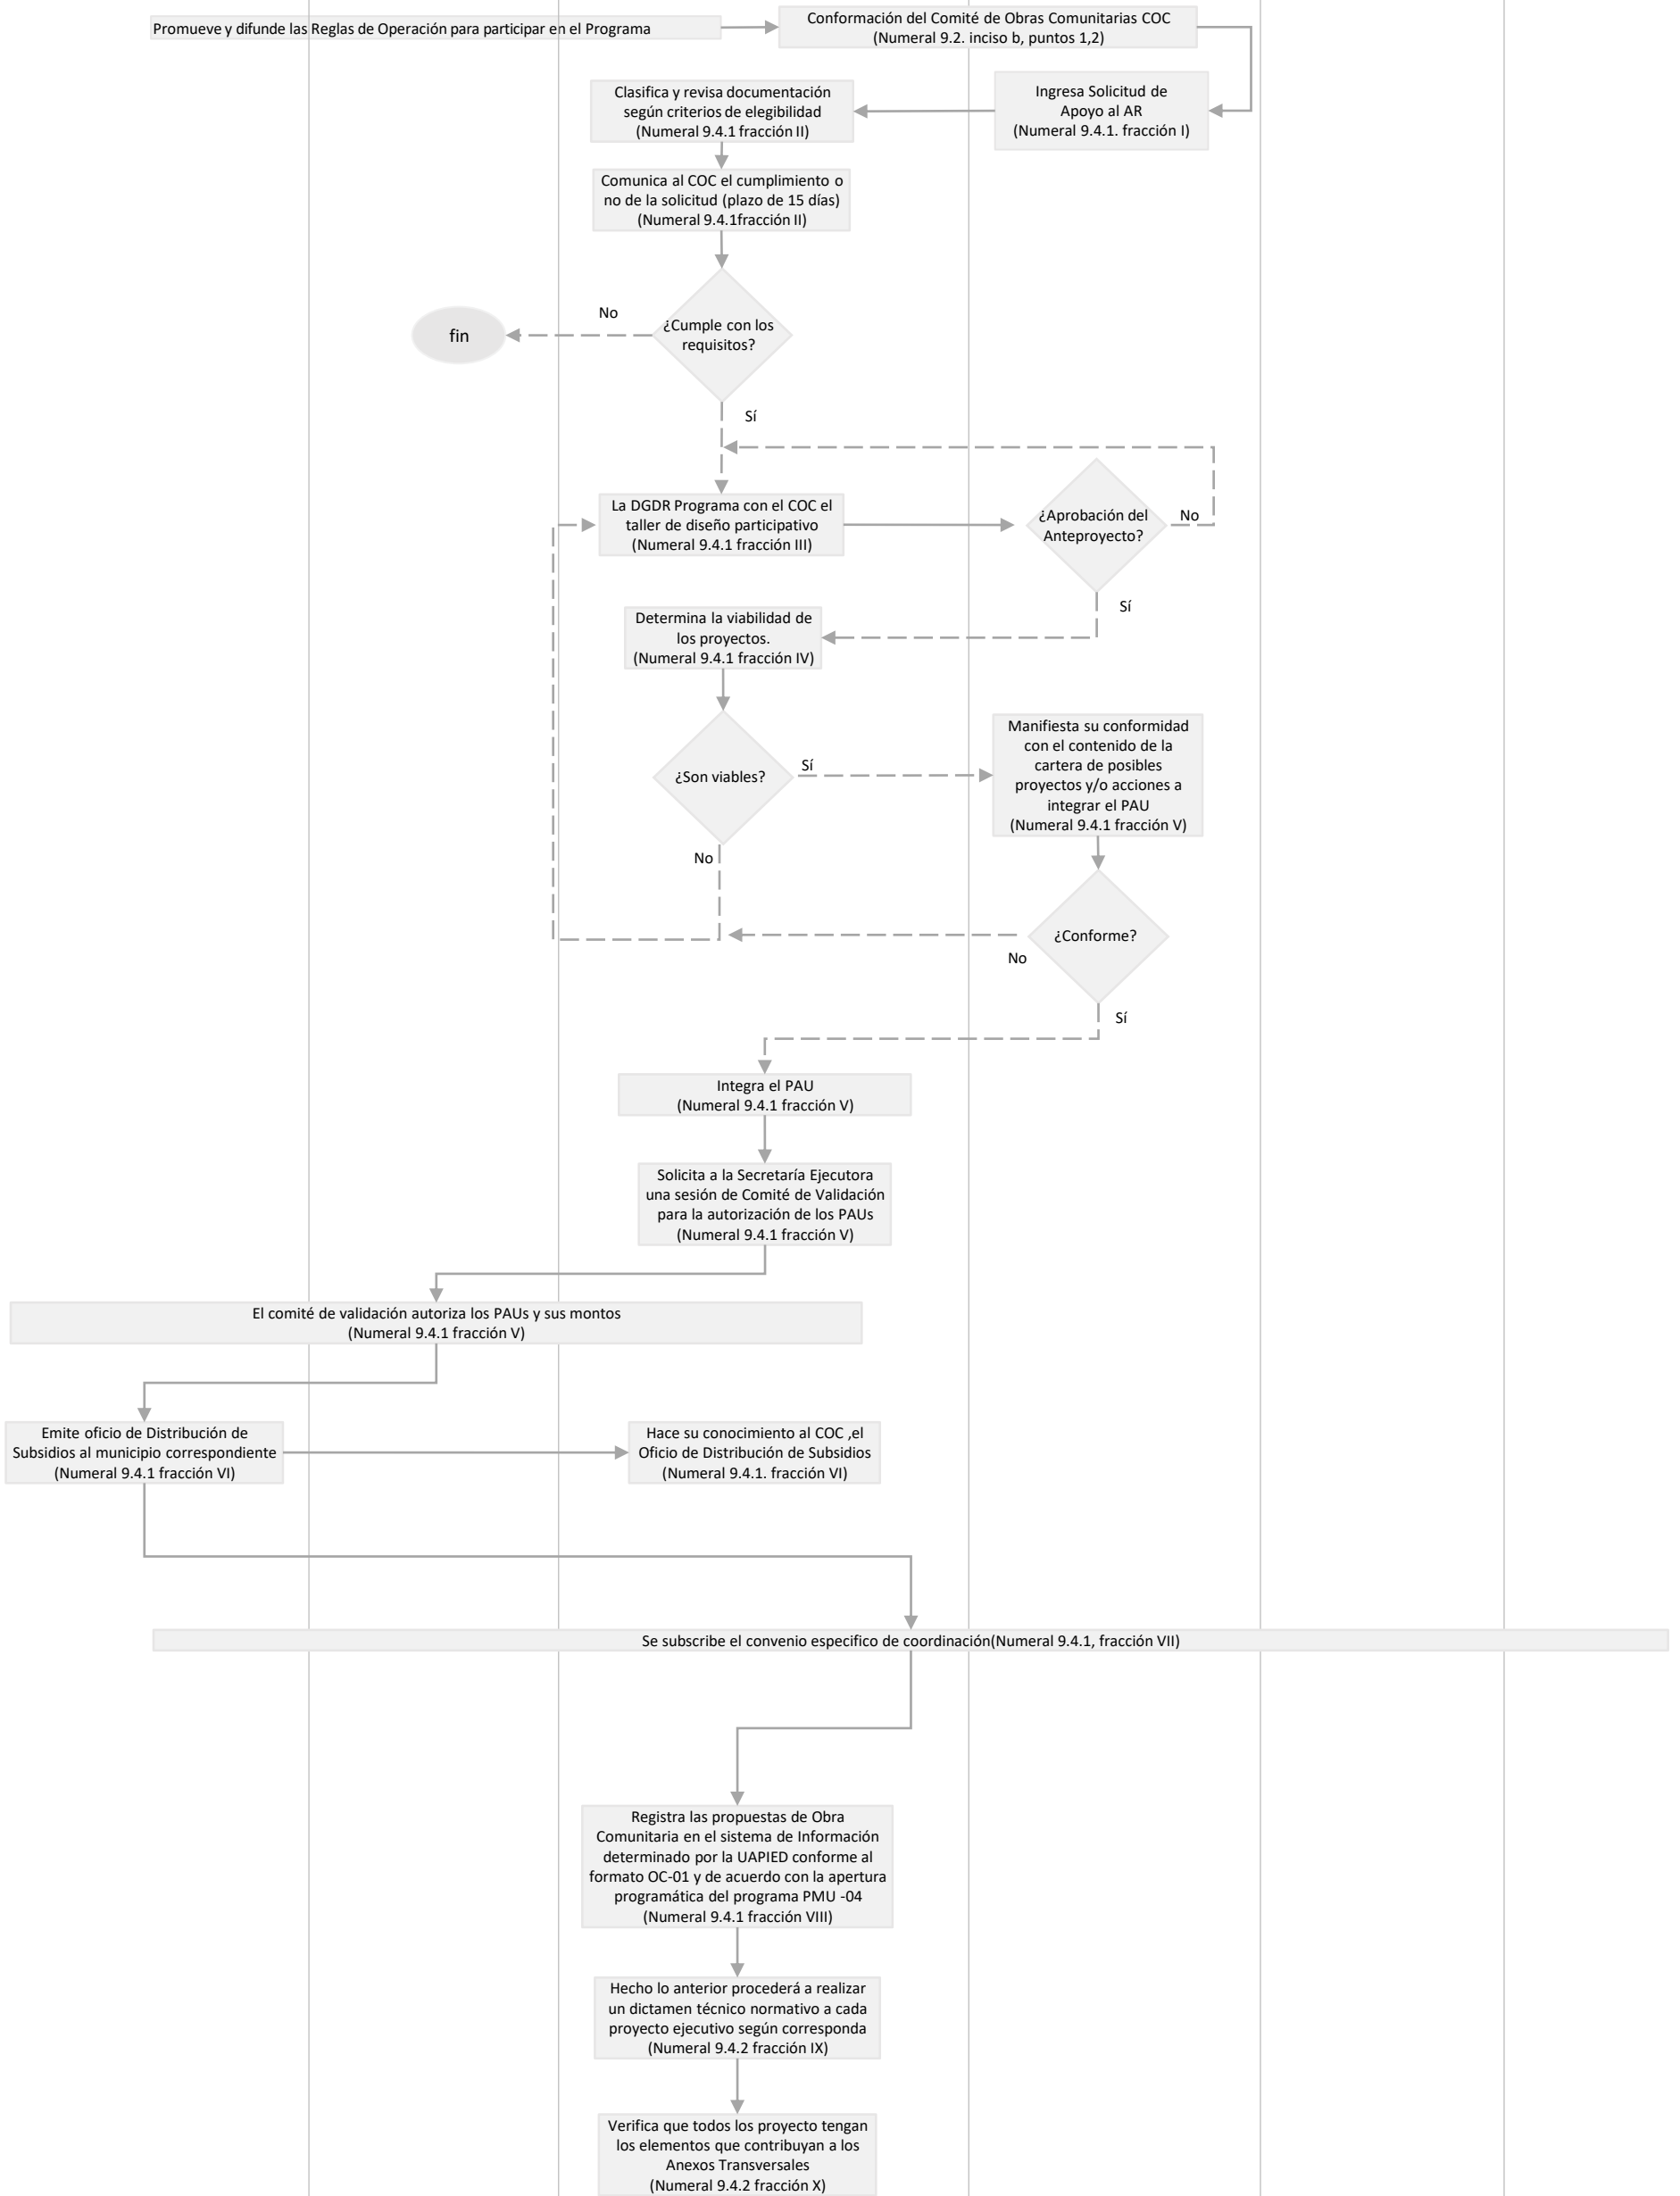 Promueve y difunde las Reglas de Operación para participar en el Programa
Conformación del Comité de Obras Comunitarias COC
(Numeral 9.2. inciso b, puntos 1,2)
Ingresa Solicitud de
Apoyo al AR
(Numeral 9.4.1. fracción I)
Clasifica y revisa documentación
según criterios de elegibilidad
(Numeral 9.4.1 fracción II)
Comunica al COC el cumplimiento o
no de la solicitud (plazo de 15 días)
(Numeral 9.4.1fracción II)
¿Cumple con los
requisitos?
No
fin
Sí
La DGDR Programa con el COC el
taller de diseño participativo
(Numeral 9.4.1 fracción III)
¿Aprobación del
Anteproyecto?
No
Sí
Determina la viabilidad de
los proyectos.
(Numeral 9.4.1 fracción IV)
¿Son viables?
Sí
No
Manifiesta su conformidad
con el contenido de la
cartera de posibles
proyectos y/o acciones a
integrar el PAU
(Numeral 9.4.1 fracción V)
¿Conforme?
No
Sí
Integra el PAU
(Numeral 9.4.1 fracción V)
Solicita a la Secretaría Ejecutora
una sesión de Comité de Validación
para la autorización de los PAUs
(Numeral 9.4.1 fracción V)
El comité de validación autoriza los PAUs y sus montos
(Numeral 9.4.1 fracción V)
Emite oficio de Distribución de
Subsidios al municipio correspondiente
(Numeral 9.4.1 fracción VI)
Hace su conocimiento al COC ,el
Oficio de Distribución de Subsidios
(Numeral 9.4.1. fracción VI)
Se subscribe el convenio especifico de coordinación(Numeral 9.4.1, fracción VII)
Registra las propuestas de Obra
Comunitaria en el sistema de Información
determinado por la UAPIED conforme al
formato OC-01 y de acuerdo con la apertura
programática del programa PMU -04
(Numeral 9.4.1 fracción VIII)
Hecho lo anterior procederá a realizar
un dictamen técnico normativo a cada
proyecto ejecutivo según corresponda
(Numeral 9.4.2 fracción IX)
Verifica que todos los proyecto tengan
los elementos que contribuyan a los
Anexos Transversales
(Numeral 9.4.2 fracción X)